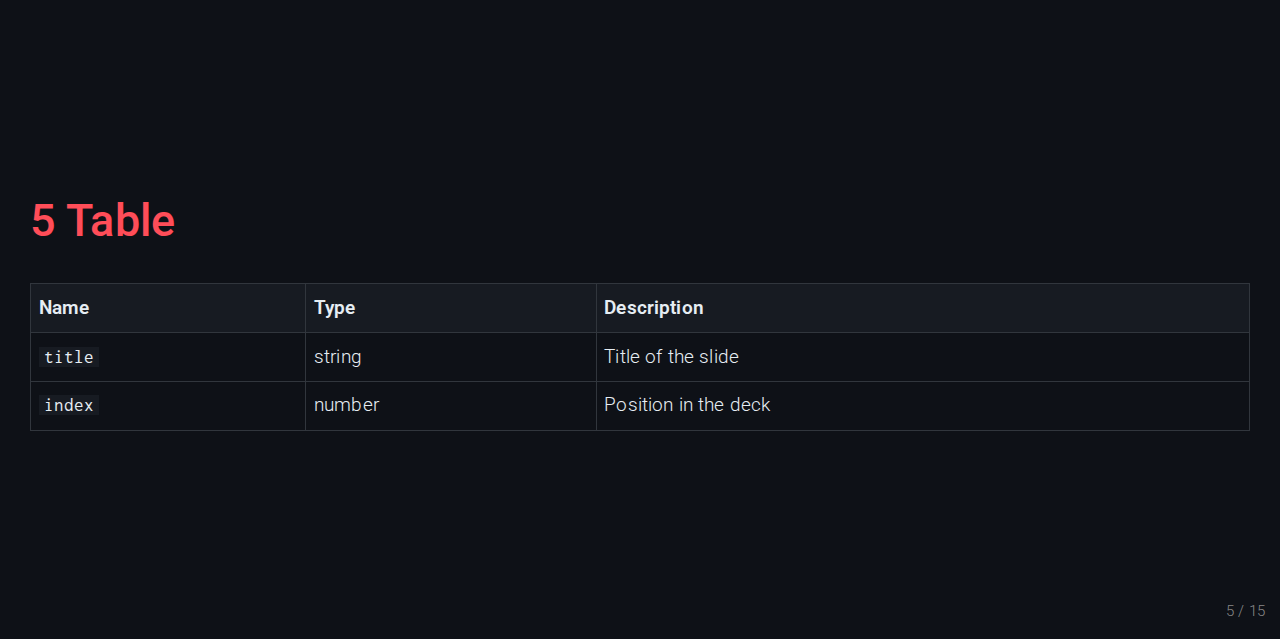 5 Table
Name Type Description
title string Title of the slide
index number Position in the deck
5 / 15